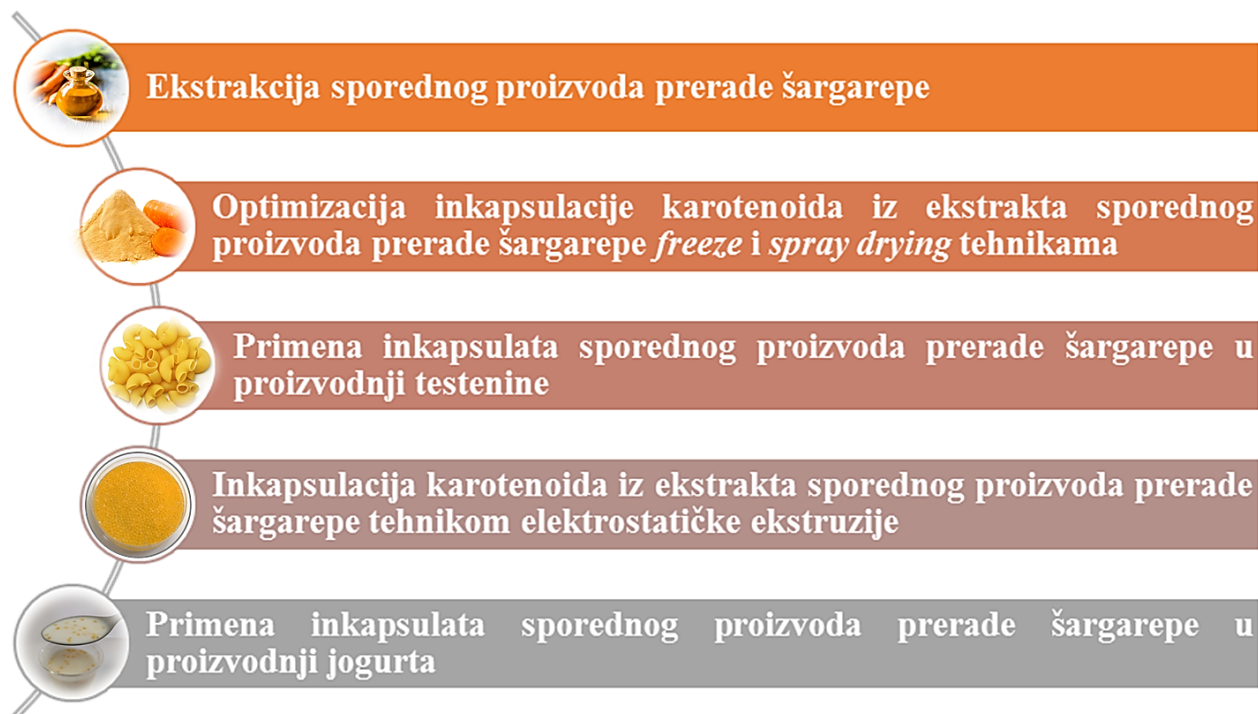 Ekstrakcija sporednog proizvoda prerade šargarepe
Optimizacija inkapsulacije karotenoida iz ekstrakta sporednog
proizvoda prerade šargarepe freeze i spray drying tehnikama
Primena inkapsulata sporednog proizvoda prerade šargarepe u
proizvodnji testenine
Inkapsulacija karotenoida iz ekstrakta sporednog proizvoda prerade
šargarepe tehnikom elektrostatičke ekstruzije
Primena inkapsulata sporednog proizvoda prerade šargarepe u
proizvodnji jogurta